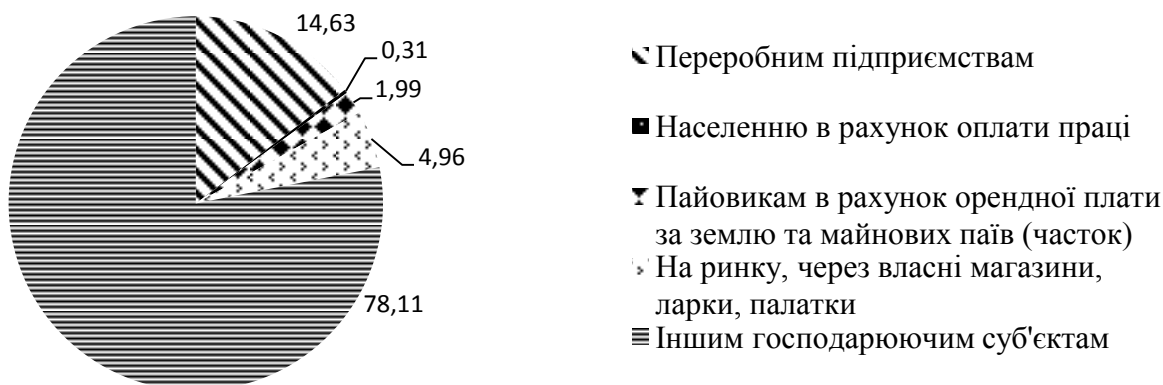 14,63
0,31
1,99
4,96
78,11
Переробним підприємствам
Населенню в рахунок оплати праці
Пайовикам в рахунок орендної плати
за землю та майнових паїв (часток)
На ринку, через власні магазини,
ларки, палатки
Іншим господарюючим суб'єктам